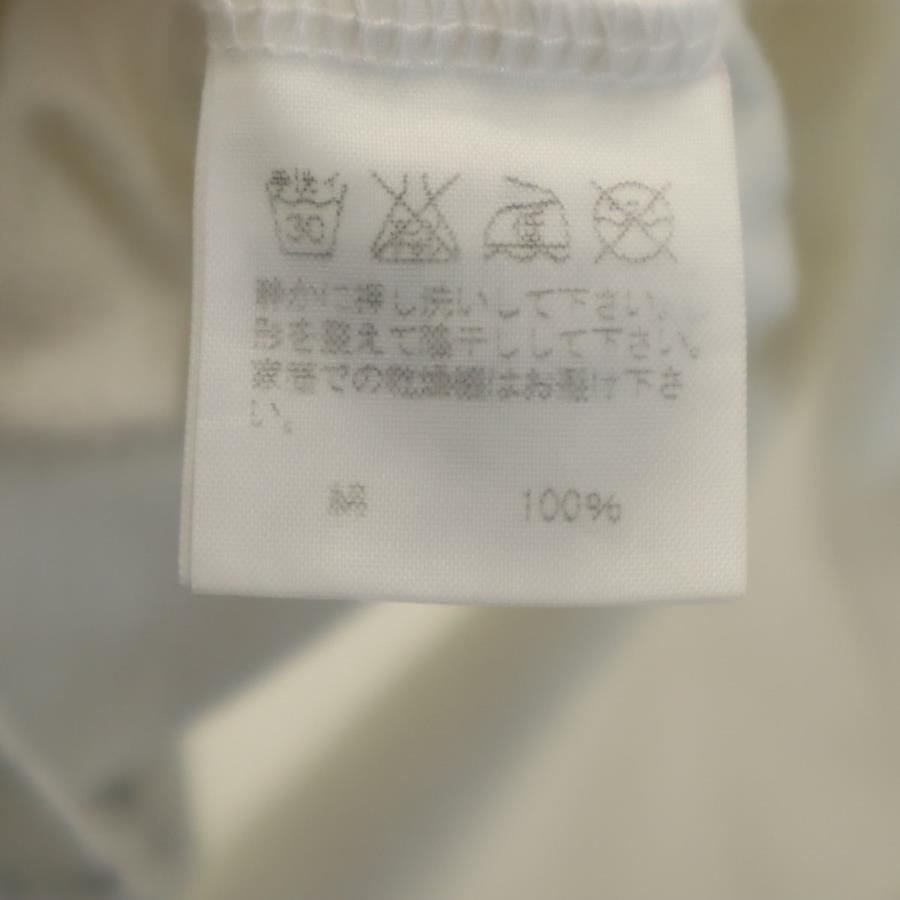 手洗イ
30
中
静かに押し洗いして下さい。
形を整えて陰干しして下さい。
家庭での乾燥機はお避け下さ
い。
綿 100%